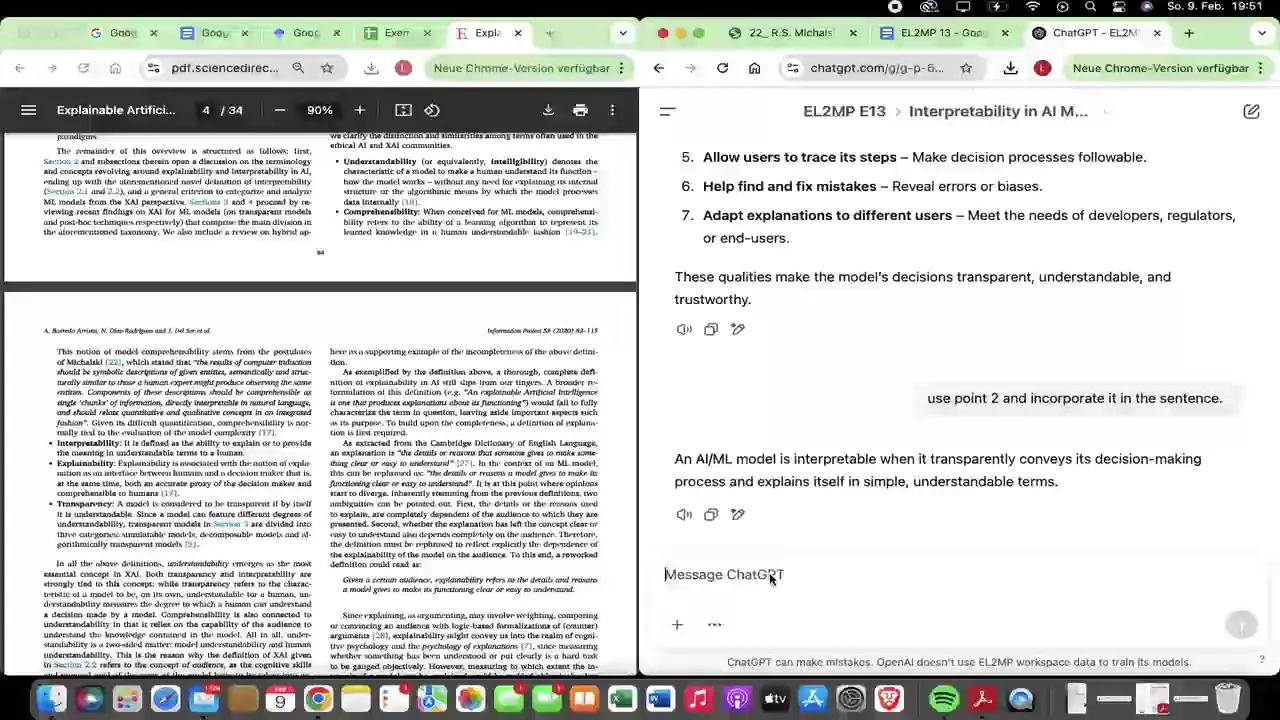 So. 9. Feb. 19:51
Goog
Goog
Goog
Exen
Expla
pdf.sciencedirec...
Neue Chrome-Version verfügbar
22_ R.S. Michals
EL2MP 13 - Goo
ChatGPT - EL2M
chatgpt.com/g/g-p-5...
Neue Chrome-Version verfügbar
Explainable Artifici...
4 / 34
90%
paradigms.
The remainder of this overview is structured as follows: first,
Section 2 and subsections therein open a discussion on the terminology
and concepts revolving around explainability and interpretability in AI,
ending up with the aforementioned novel definition of interpretability
(Section 2.1 and 2.2), and a general criterion to categorize and analyze
ML models from the XAI perspective. Sections 3 and 4 proceed by re-
viewing recent findings on XAI for ML models (on transparent models
and post-hoc techniques respectively) that comprise the main division in
the aforementioned taxonomy. We also include a review on hybrid ap-
we clarify the distinction and similarities among terms often used in the
ethical AI and XAI communities.
• Understandability (or equivalently, intelligibility) denotes the
characteristic of a model to make a human understand its function –
how the model works – without any need for explaining its internal
structure or the algorithmic means by which the model processes
data internally [18].
• Comprehensibility: When conceived for ML models, comprehensi-
bility refers to the ability of a learning algorithm to represent its
learned knowledge in a human understandable fashion [19–21].
84
A. Barredo Arrieta, N. Díaz-Rodríguez and J. Del Ser et al.
Information Fusion 58 (2020) 82–115
This notion of model comprehensibility stems from the postulates
of Michalski [22], which stated that “the results of computer induction
should be symbolic descriptions of given entities, semantically and struc-
turally similar to those a human expert might produce observing the same
entities. Components of these descriptions should be comprehensible as
single ‘chunks’ of information, directly interpretable in natural language,
and should relate quantitative and qualitative concepts in an integrated
fashion”. Given its difficult quantification, comprehensibility is nor-
mally tied to the evaluation of the model complexity [17].
• Interpretability: It is defined as the ability to explain or to provide
the meaning in understandable terms to a human.
• Explainability: Explainability is associated with the notion of expla-
nation as an interface between humans and a decision maker that is,
at the same time, both an accurate proxy of the decision maker and
comprehensible to humans [17].
• Transparency: A model is considered to be transparent if by itself
it is understandable. Since a model can feature different degrees of
understandability, transparent models in Section 3 are divided into
three categories: simulatable models, decomposable models and al-
gorithmically transparent models [5].
In all the above definitions, understandability emerges as the most
essential concept in XAI. Both transparency and interpretability are
strongly tied to this concept: while transparency refers to the charac-
teristic of a model to be, on its own, understandable for a human, un-
derstandability measures the degree to which a human can understand
a decision made by a model. Comprehensibility is also connected to
understandability in that it relies on the capability of the audience to
understand the knowledge contained in the model. All in all, under-
standability is a two-sided matter: model understandability and human
understandability. This is the reason why the definition of XAI given
in Section 2.2 refers to the concept of audience, as the cognitive skills
here as a supporting example of the incompleteness of the above defini-
tion.
As exemplified by the definition above, a thorough, complete defi-
nition of explainability in AI still slips from our fingers. A broader re-
formulation of this definition (e.g. “An explainable Artificial Intelligence
is one that produces explanations about its functioning”) would fail to fully
characterize the term in question, leaving aside important aspects such
as its purpose. To build upon the completeness, a definition of explana-
tion is first required.
As extracted from the Cambridge Dictionary of English Language,
an explanation is “the details or reasons that someone gives to make some-
thing clear or easy to understand” [27]. In the context of an ML model,
this can be rephrased as: “the details or reasons a model gives to make its
functioning clear or easy to understand”. It is at this point where opinions
start to diverge. Inherently stemming from the previous definitions, two
ambiguities can be pointed out. First, the details or the reasons used
to explain, are completely dependent of the audience to which they are
presented. Second, whether the explanation has left the concept clear or
easy to understand also depends completely on the audience. Therefore,
the definition must be rephrased to reflect explicitly the dependence of
the explainability of the model on the audience. To this end, a reworked
definition could read as:
Given a certain audience, explainability refers to the details and reasons
a model gives to make its functioning clear or easy to understand.
Since explaining, as argumenting, may involve weighting, comparing
or convincing an audience with logic-based formalizations of (counter)
arguments [28], explainability might convey us into the realm of cogni-
tive psychology and the psychology of explanations [7], since measuring
whether something has been understood or put clearly is a hard task
to be gauged objectively. However, measuring to which extent the in-
EL2MP E13 › Interpretability in AI M...
5. Allow users to trace its steps – Make decision processes followable.
6. Help find and fix mistakes – Reveal errors or biases.
7. Adapt explanations to different users – Meet the needs of developers, regulators,
or end-users.
These qualities make the model's decisions transparent, understandable, and
trustworthy.
use point 2 and incorporate it in the sentence.
An AI/ML model is interpretable when it transparently conveys its decision-making
process and explains itself in simple, understandable terms.
Message ChatGPT
ChatGPT can make mistakes. OpenAI doesn't use EL2MP workspace data to train its models.
?